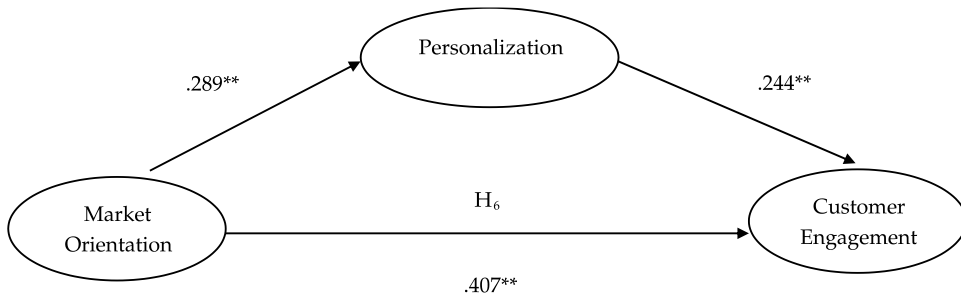 Personalization
.289**
.244**
H₆
Market
Orientation
Customer
Engagement
.407**